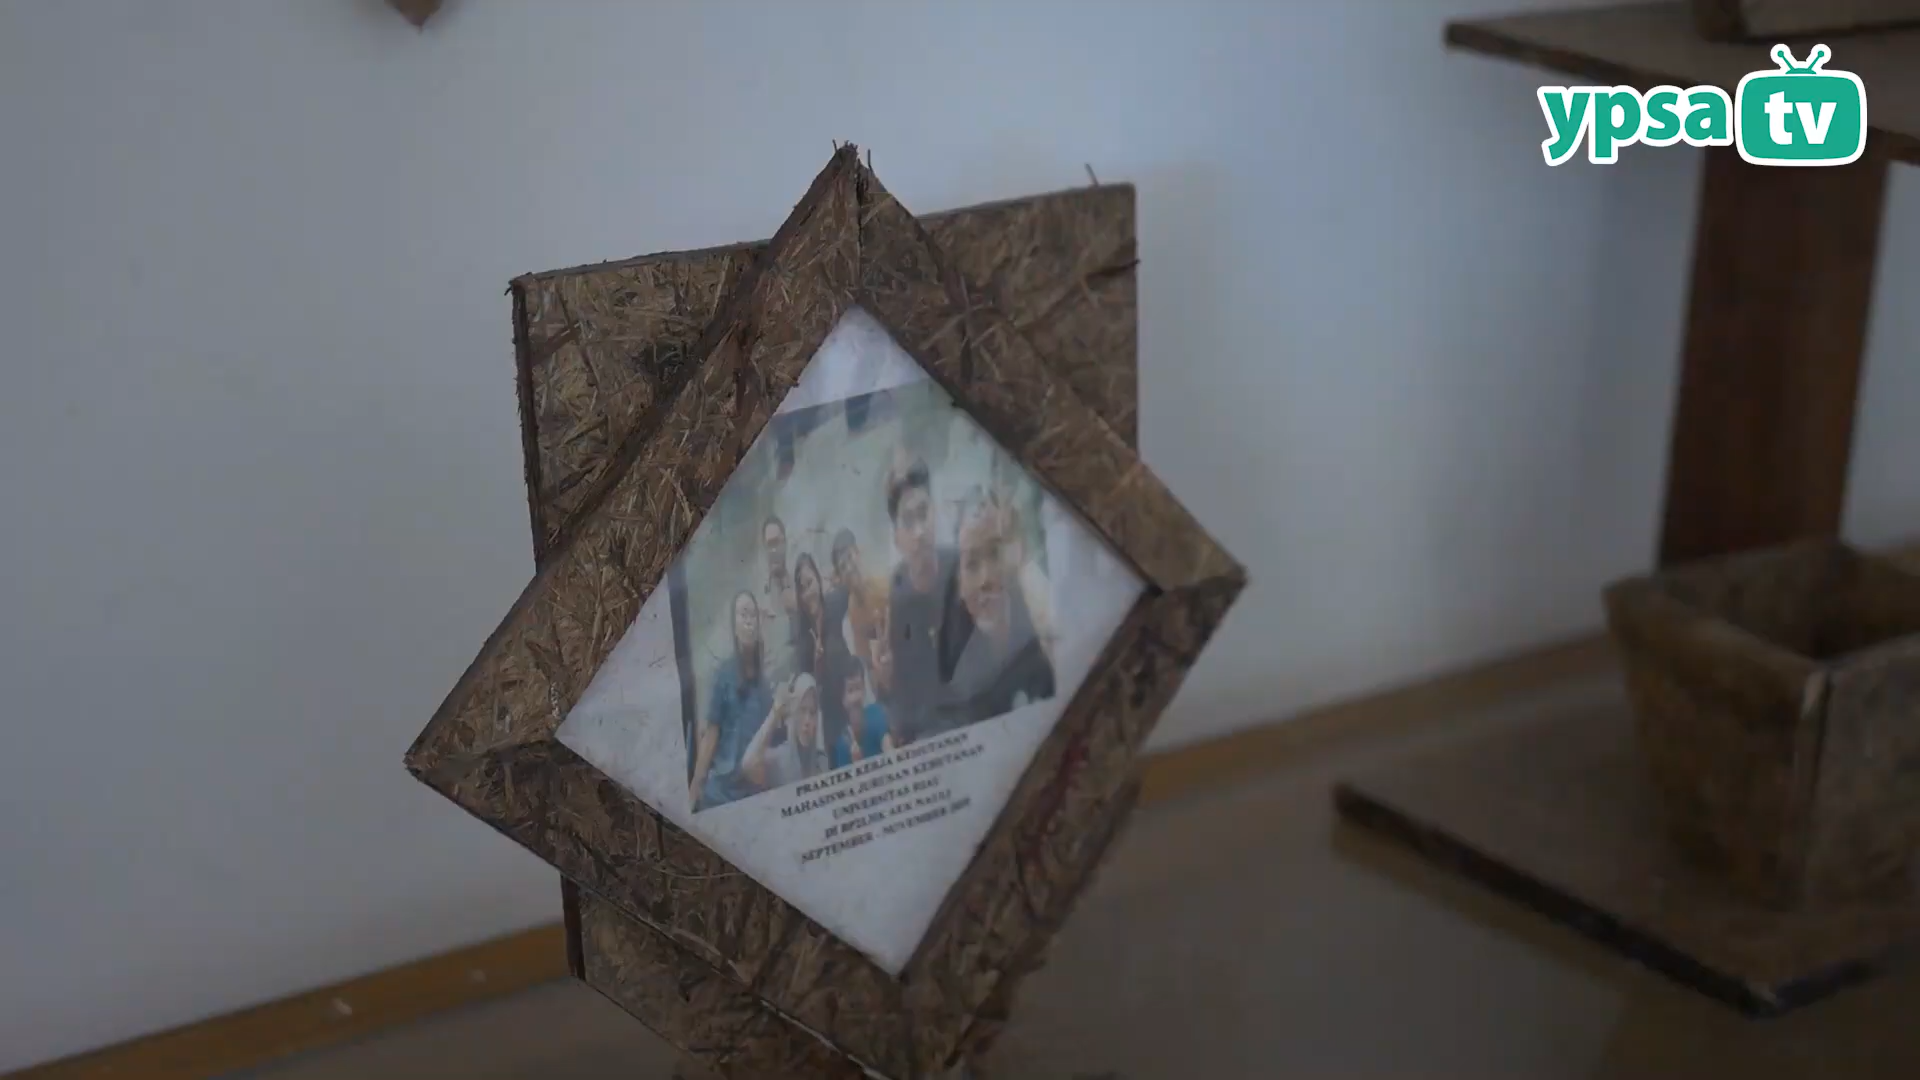 ypsa tv
PRAKTEK KERJA KEHUTANAN
MAHASISWA JURUSAN KEHUTANAN
UNIVERSITAS RIAU
DI BP2LHK AEK NAULI
SEPTEMBER - NOVEMBER